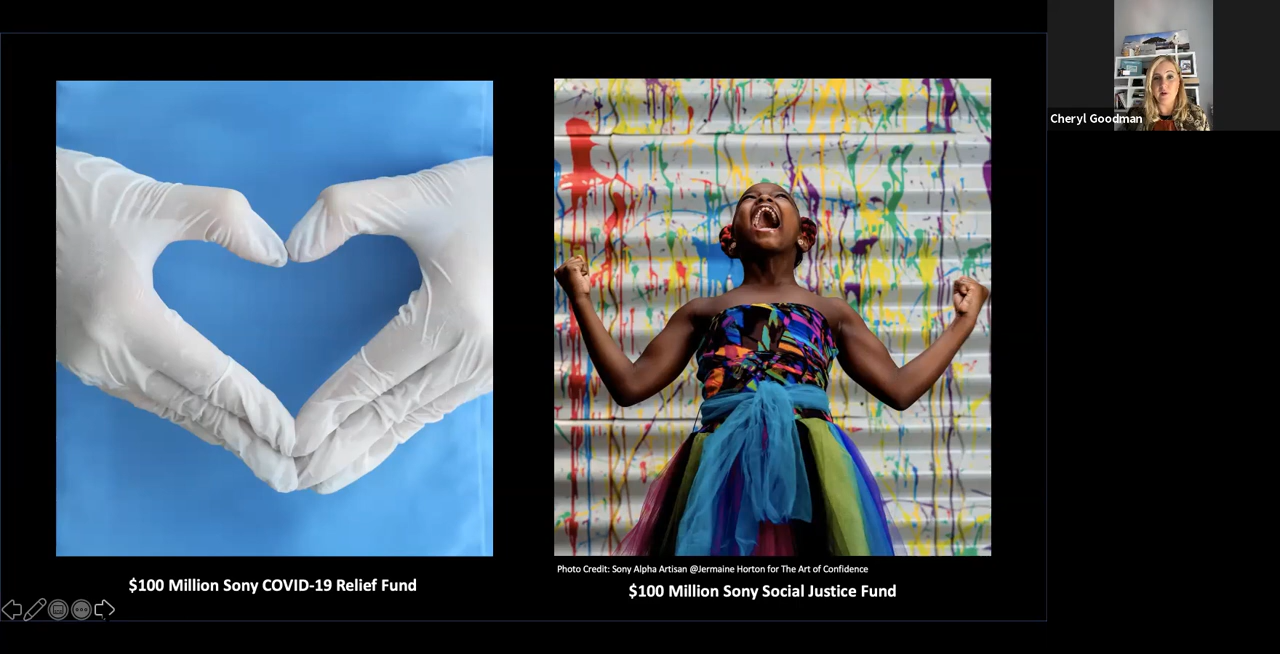 Cheryl Goodman
Photo Credit: Sony Alpha Artisan @Jermaine Horton for The Art of Confidence
$100 Million Sony COVID-19 Relief Fund
$100 Million Sony Social Justice Fund